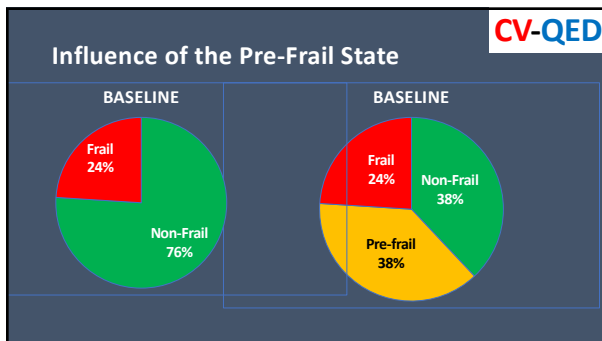 CV-QED
Influence of the Pre-Frail State
BASELINE
Frail
24%
Non-Frail
76%
BASELINE
Frail
24%
Non-Frail
38%
Pre-frail
38%